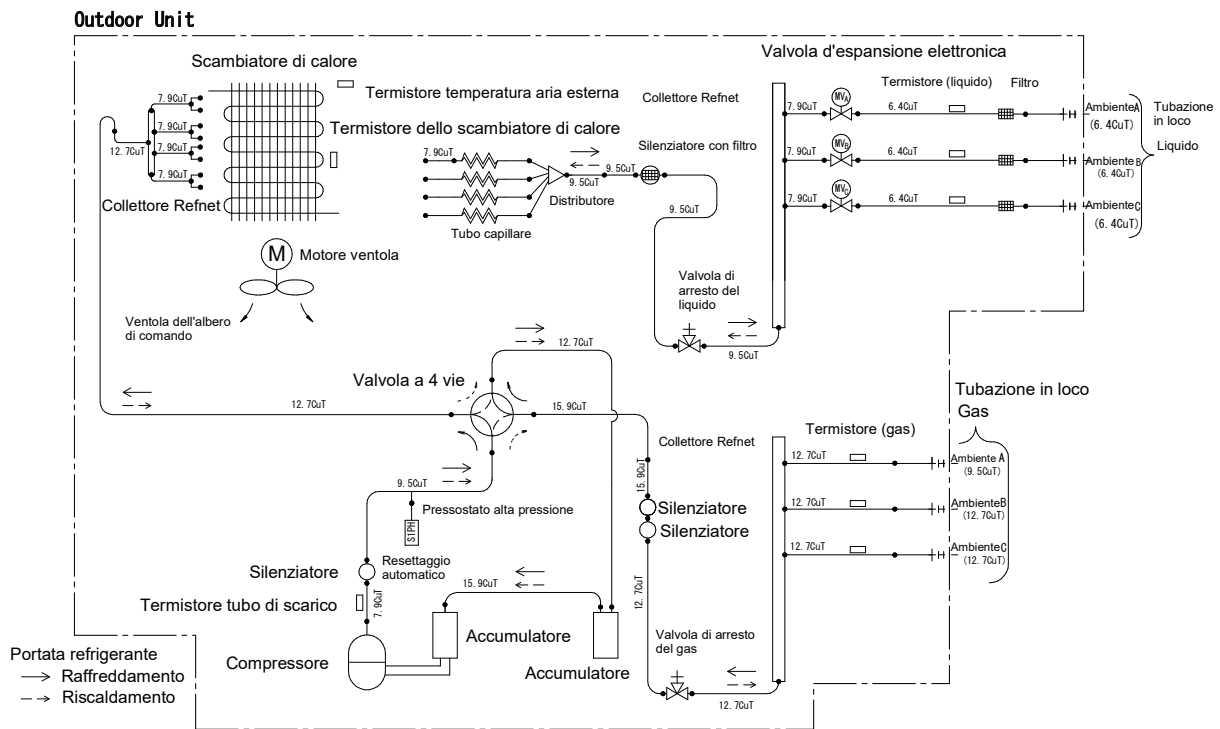 Outdoor Unit
Scambiatore di calore
Termistore temperatura aria esterna
Termistore dello scambiatore di calore
7.9CuT
7.9CuT
7.9CuT
7.9CuT
12.7CuT
Collettore Refnet
7.9CuT
Tubo capillare
Distributore
9.5CuT
9.5CuT
Silenziatore con filtro
9.5CuT
Collettore Refnet
Valvola d'espansione elettronica
Termistore (liquido)
Filtro
7.9CuT
MVA
6.4CuT
Ambiente A
(6.4CuT)
7.9CuT
MVB
6.4CuT
Ambiente B
(6.4CuT)
7.9CuT
MVC
6.4CuT
Ambiente C
(6.4CuT)
Tubazione
in loco
Liquido
M
Motore ventola
Ventola dell'albero
di comando
Valvola di
arresto del
liquido
9.5CuT
12.7CuT
Valvola a 4 vie
12.7CuT
15.9CuT
Collettore Refnet
15.9CuT
Termistore (gas)
Tubazione in loco
Gas
12.7CuT
Ambiente A
(9.5CuT)
12.7CuT
Ambiente B
(12.7CuT)
12.7CuT
Ambiente C
(12.7CuT)
9.5CuT
Pressostato alta pressione
S1PH
Resettaggio
automatico
Silenziatore
Silenziatore
Silenziatore
Termistore tubo di scarico
7.9CuT
15.9CuT
12.7CuT
Compressore
Accumulatore
Accumulatore
Valvola di arresto
del gas
12.7CuT
Portata refrigerante
Raffreddamento
Riscaldamento